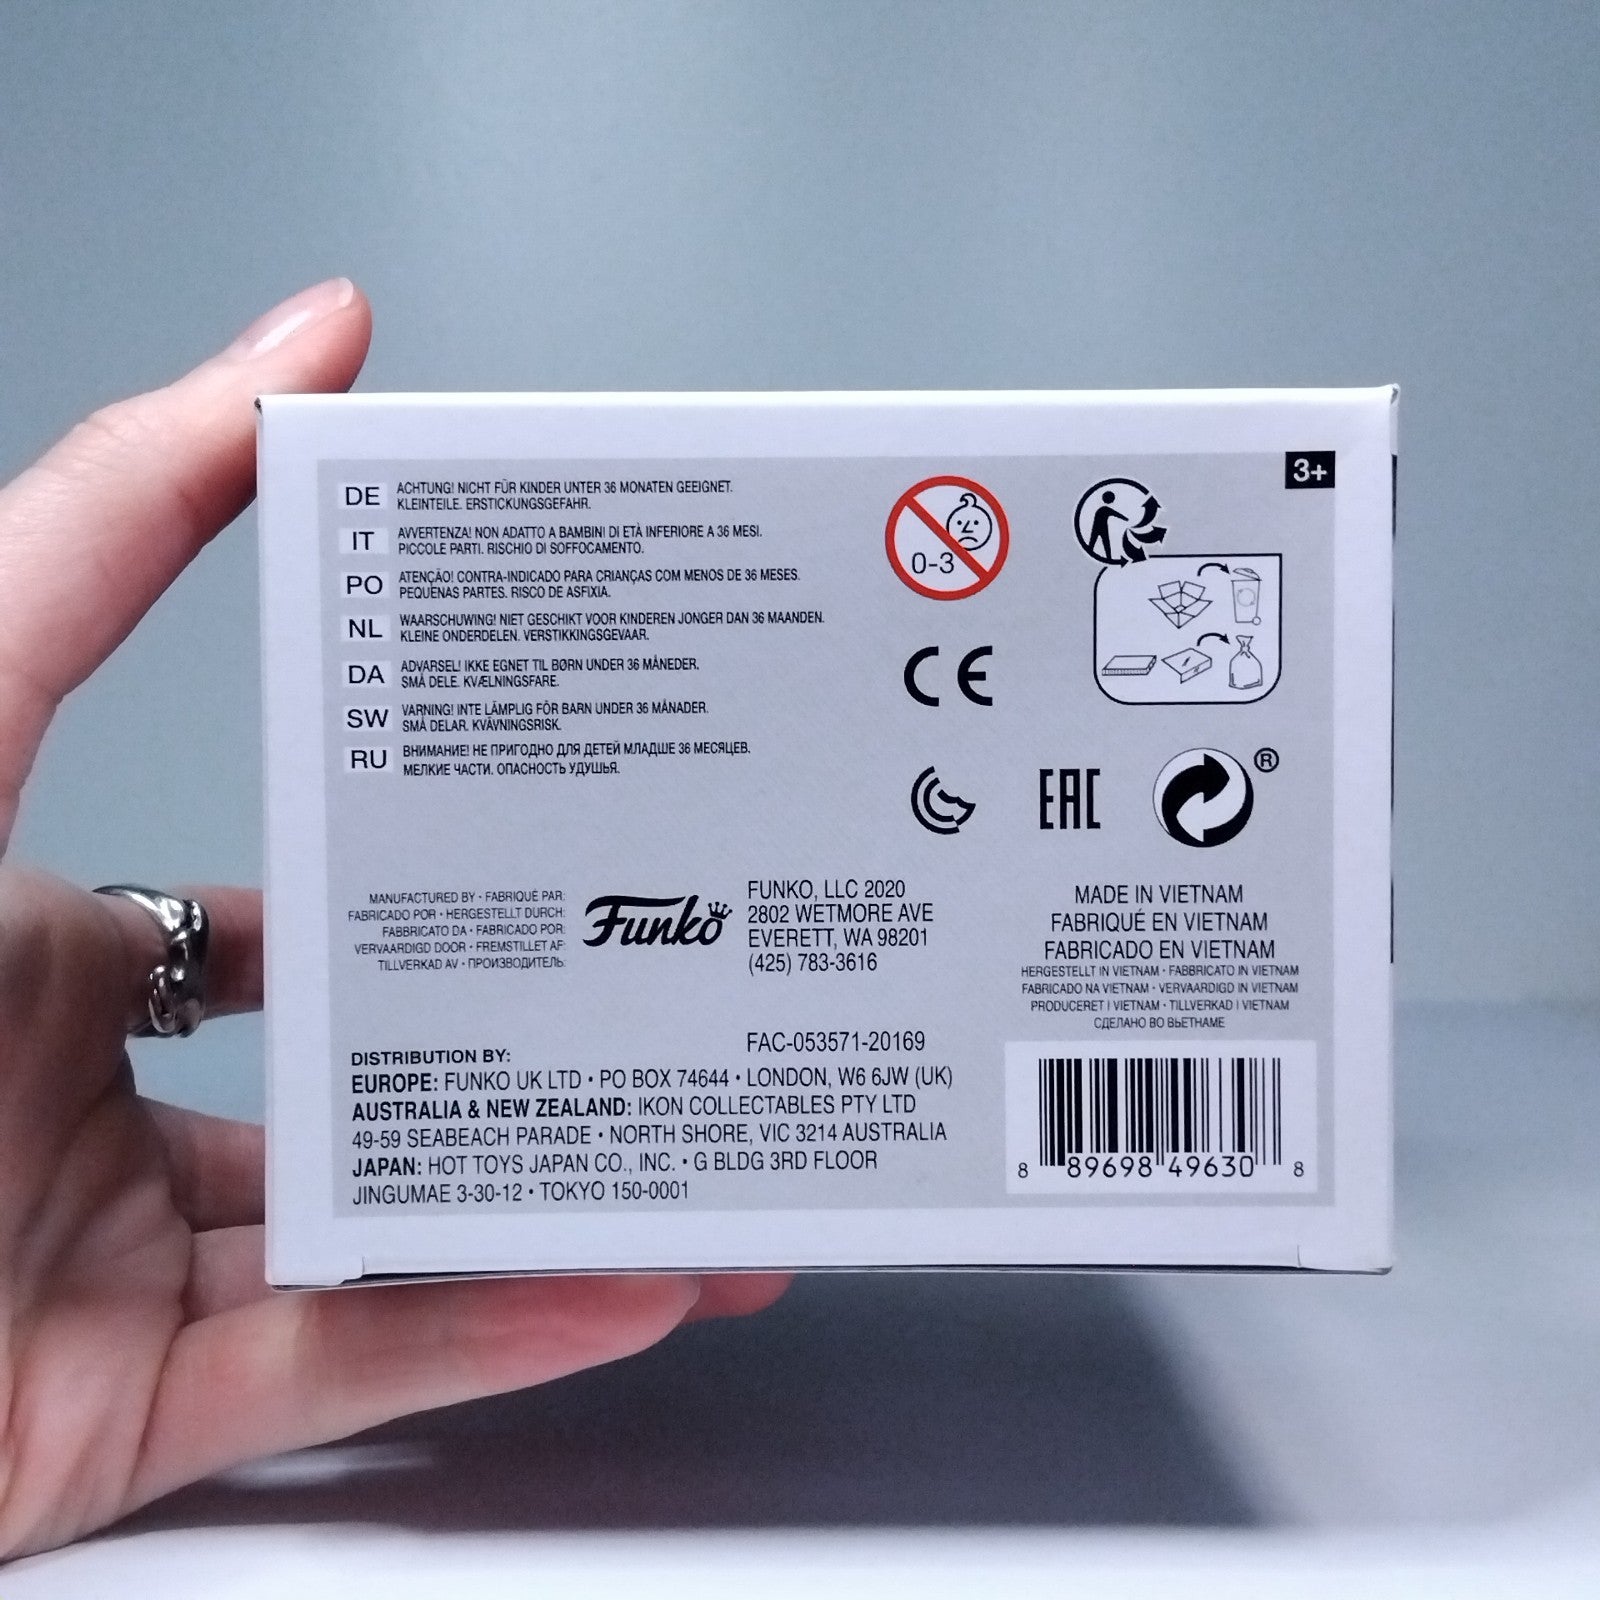 3+
DE ACHTUNG! NICHT FÜR KINDER UNTER 36 MONATEN GEEIGNET.
KLEINTEILE. ERSTICKUNGSGEFAHR.
IT AVVERTENZA! NON ADATTO A BAMBINI DI ETÀ INFERIORE A 36 MESI.
PICCOLE PARTI. RISCHIO DI SOFFOCAMENTO.
PO ATENÇÃO! CONTRA-INDICADO PARA CRIANÇAS COM MENOS DE 36 MESES.
PEQUENAS PARTES. RISCO DE ASFIXIA.
NL WAARSCHUWING! NIET GESCHIKT VOOR KINDEREN JONGER DAN 36 MAANDEN.
KLEINE ONDERDELEN. VERSTIKKINGSGEVAAR.
DA ADVARSEL! IKKE EGNET TIL BØRN UNDER 36 MÅNEDER.
SMÅ DELE. KVÆLNINGSFARE.
SW VARNING! INTE LÄMPLIG FÖR BARN UNDER 36 MÅNADER.
SMÅ DELAR. KVÄVNINGSRISK.
RU ВНИМАНИЕ! НЕ ПРИГОДНО ДЛЯ ДЕТЕЙ МЛАДШЕ 36 МЕСЯЦЕВ.
МЕЛКИЕ ЧАСТИ. ОПАСНОСТЬ УДУШЬЯ.
0-3
CE
EAC
®
MANUFACTURED BY • FABRIQUÉ PAR:
FABRICADO POR • HERGESTELLT DURCH:
FABBRICATO DA • FABRICADO POR:
VERVAARDIGD DOOR • FREMSTILLET AF:
TILLVERKAD AV • ПРОИЗВОДИТЕЛЬ:
Funko
FUNKO, LLC 2020
2802 WETMORE AVE
EVERETT, WA 98201
(425) 783-3616
MADE IN VIETNAM
FABRIQUÉ EN VIETNAM
FABRICADO EN VIETNAM
HERGESTELLT IN VIETNAM • FABBRICATO IN VIETNAM
FABRICADO NA VIETNAM • VERVAARDIGD IN VIETNAM
PRODUCERET I VIETNAM • TILLVERKAD I VIETNAM
СДЕЛАНО ВО ВЬЕТНАМЕ
FAC-053571-20169
DISTRIBUTION BY:
EUROPE: FUNKO UK LTD • PO BOX 74644 • LONDON, W6 6JW (UK)
AUSTRALIA & NEW ZEALAND: IKON COLLECTABLES PTY LTD
49-59 SEABEACH PARADE • NORTH SHORE, VIC 3214 AUSTRALIA
JAPAN: HOT TOYS JAPAN CO., INC. • G BLDG 3RD FLOOR
JINGUMAE 3-30-12 • TOKYO 150-0001
8 89698 49630 8